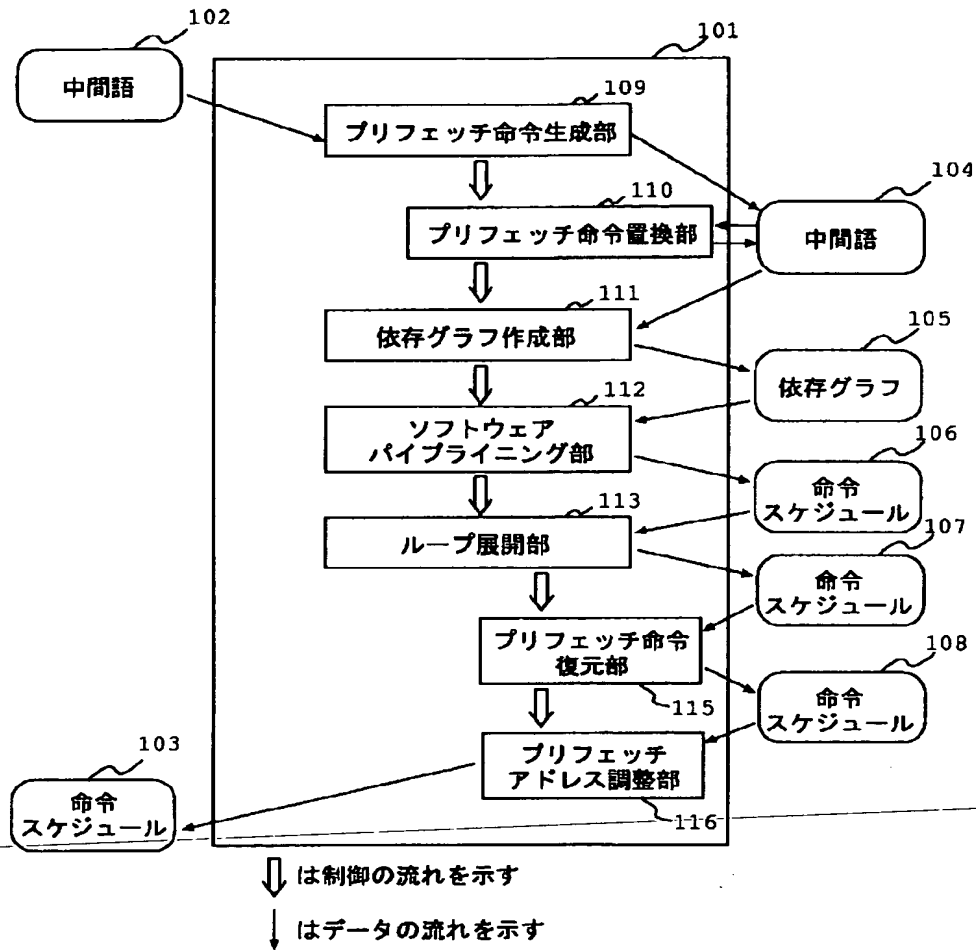 102
中間語
101
109
プリフェッチ命令生成部
110
プリフェッチ命令置換部
104
中間語
111
依存グラフ作成部
105
依存グラフ
112
ソフトウェア
パイプライニング部
106
命令
スケジュール
113
ループ展開部
107
命令
スケジュール
プリフェッチ命令
復元部
115
108
命令
スケジュール
103
命令
スケジュール
プリフェッチ
アドレス調整部
116
は制御の流れを示す
はデータの流れを示す